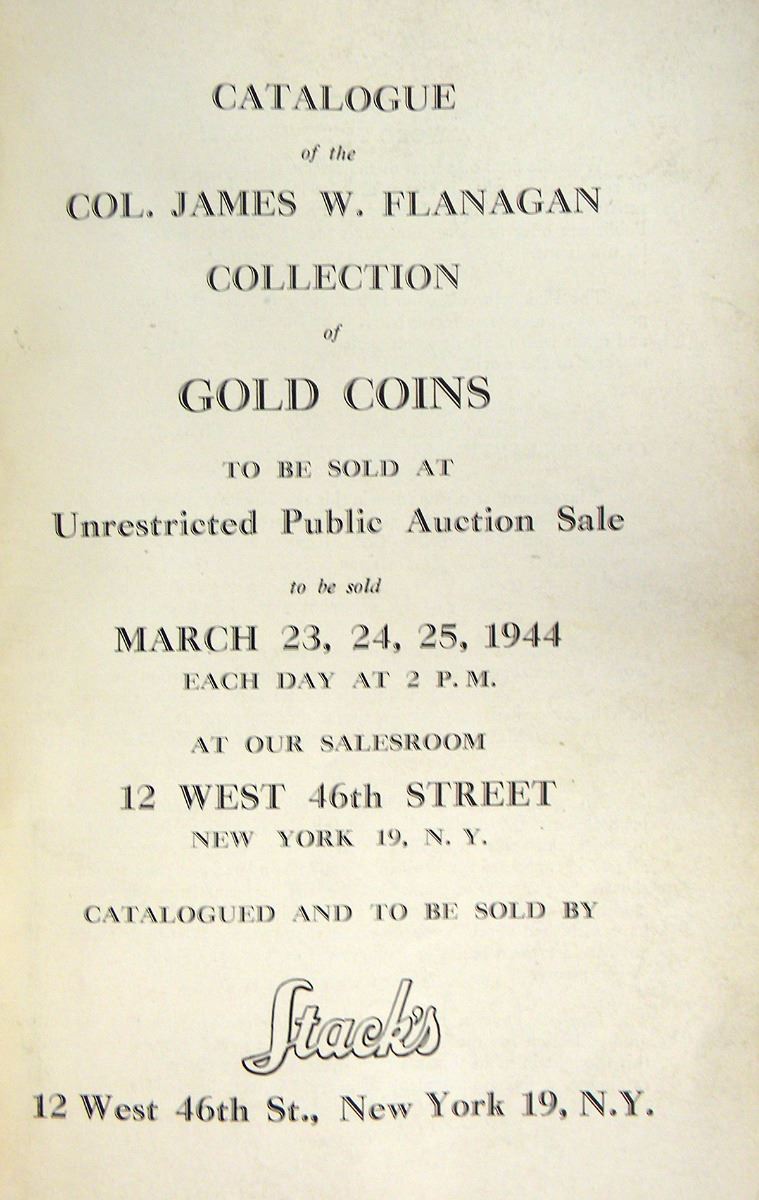 CATALOGUE
of the
COL. JAMES W. FLANAGAN
COLLECTION
of
GOLD COINS
TO BE SOLD AT
Unrestricted Public Auction Sale
to be sold
MARCH 23, 24, 25, 1944
EACH DAY AT 2 P. M.
AT OUR SALESROOM
12 WEST 46th STREET
NEW YORK 19, N. Y.
CATALOGUED AND TO BE SOLD BY
Stack's
12 West 46th St., New York 19, N.Y.